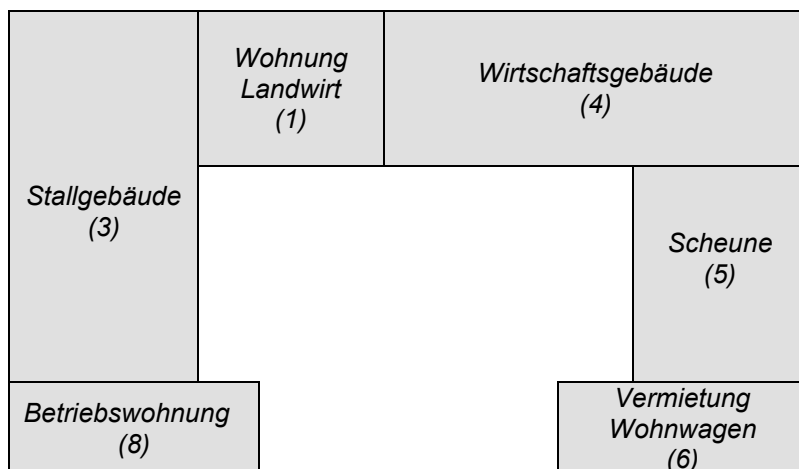 Wohnung
Landwirt
(1)
Wirtschaftsgebäude
(4)
Stallgebäude
(3)
Scheune
(5)
Betriebswohnung
(8)
Vermietung
Wohnwagen
(6)